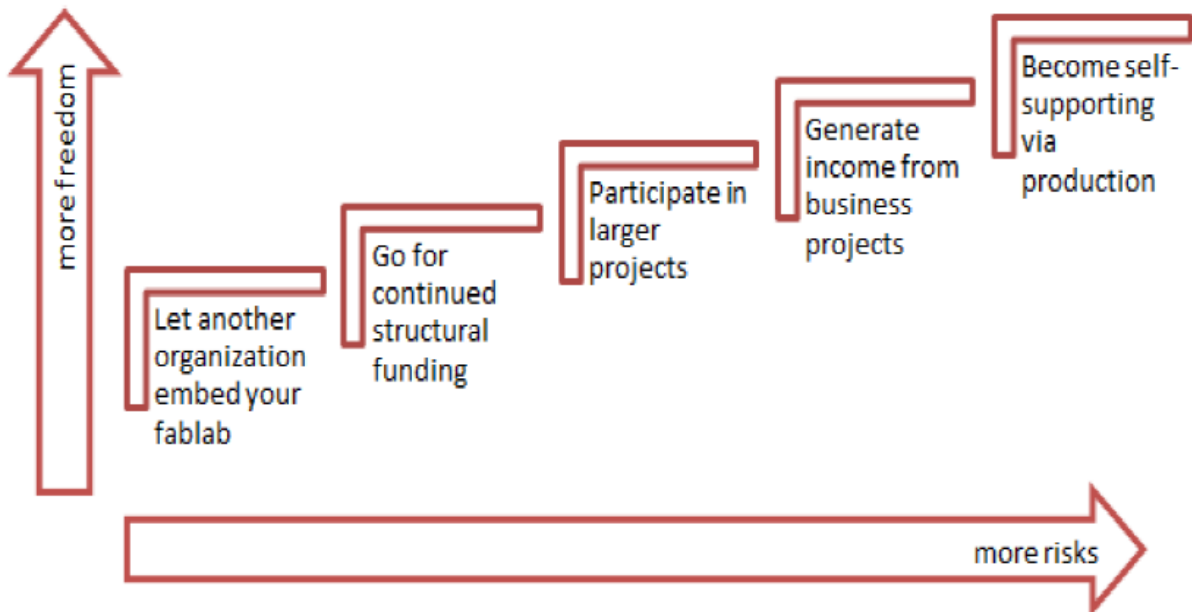 more freedom
Let another
organization
embed your
fablab
Go for
continued
structural
funding
Participate in
larger
projects
Generate
income from
business
projects
Become self-
supporting
via
production
more risks